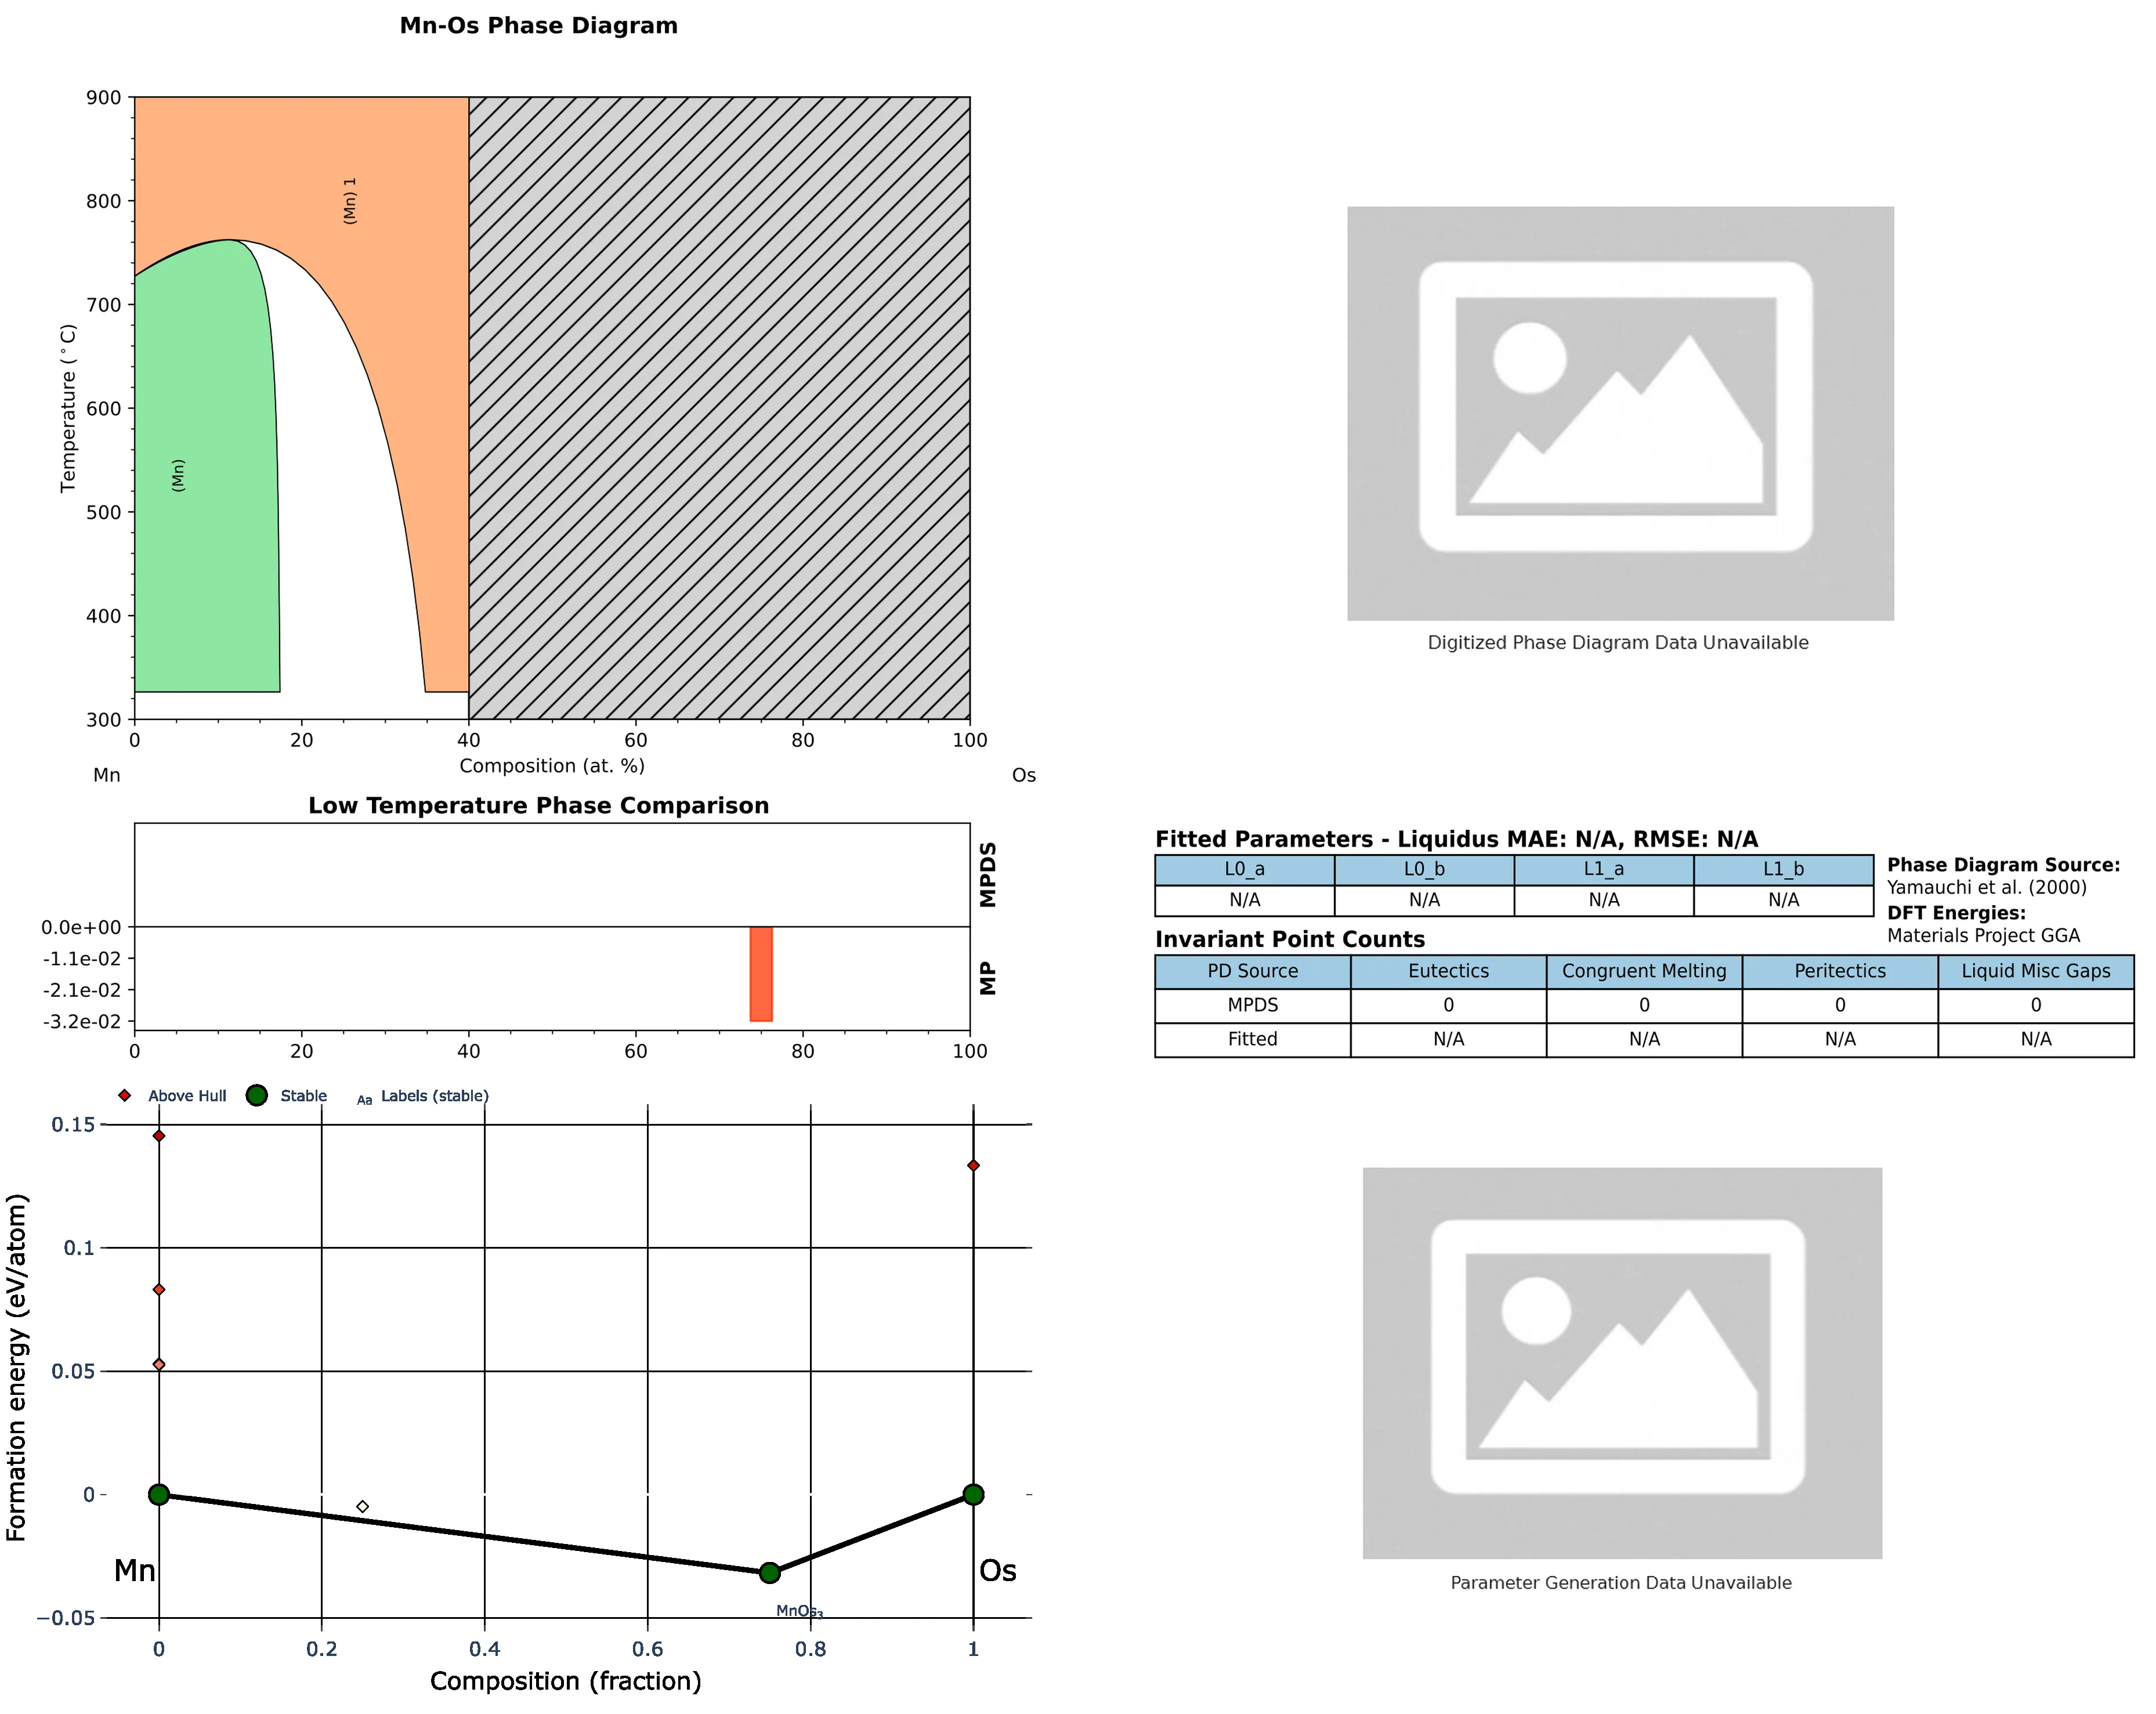 Mn-Os Phase Diagram
900
800
700
600
500
400
300
Temperature (°C)
(Mn) 1
(Mn)
0 20 40 60 80 100
Mn Composition (at. %) Os
Digitized Phase Diagram Data Unavailable
Low Temperature Phase Comparison
0.0e+00
-1.1e-02
-2.1e-02
-3.2e-02
MPDS
MP
0 20 40 60 80 100
Fitted Parameters - Liquidus MAE: N/A, RMSE: N/A
L0_a L0_b L1_a L1_b
N/A N/A N/A N/A
Phase Diagram Source:
Yamauchi et al. (2000)
DFT Energies:
Materials Project GGA
Invariant Point Counts
PD Source Eutectics Congruent Melting Peritectics Liquid Misc Gaps
MPDS 0 0 0 0
Fitted N/A N/A N/A N/A
Above Hull Stable Aa Labels (stable)
0.15
0.1
0.05
0
−0.05
Formation energy (eV/atom)
Mn Os
MnOs₃
0 0.2 0.4 0.6 0.8 1
Composition (fraction)
Parameter Generation Data Unavailable